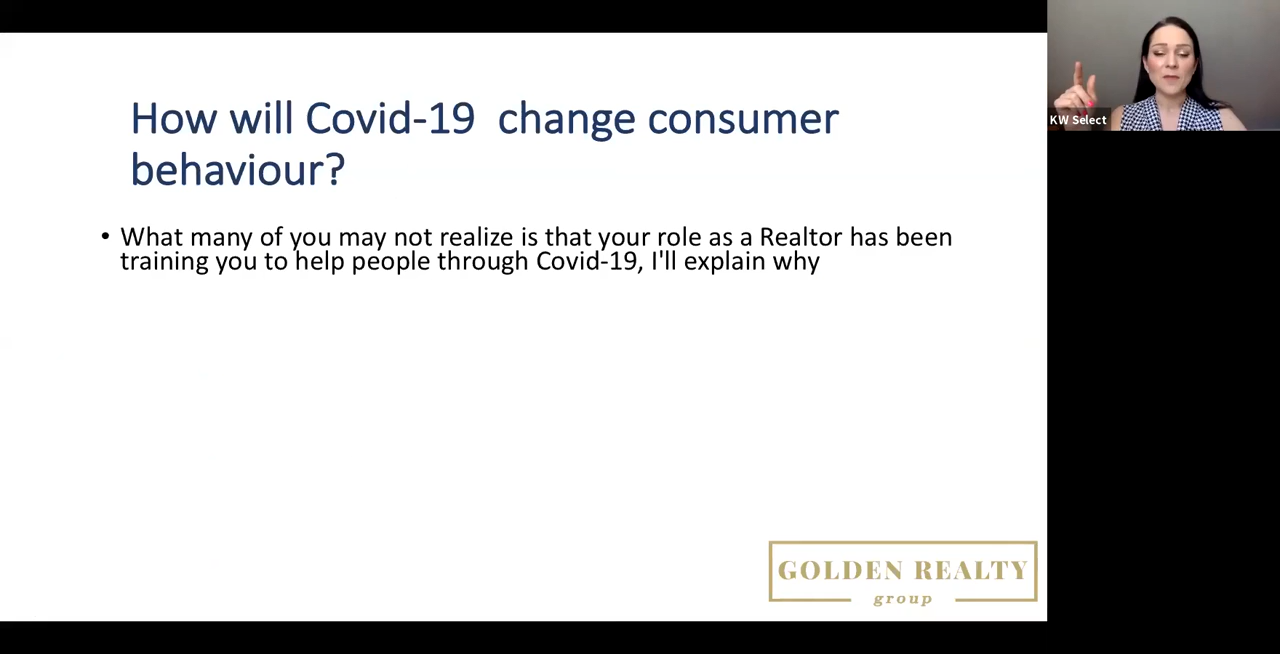 How will Covid-19  change consumer
behaviour?
• What many of you may not realize is that your role as a Realtor has been
training you to help people through Covid-19, I'll explain why
KW Select
GOLDEN REALTY
group